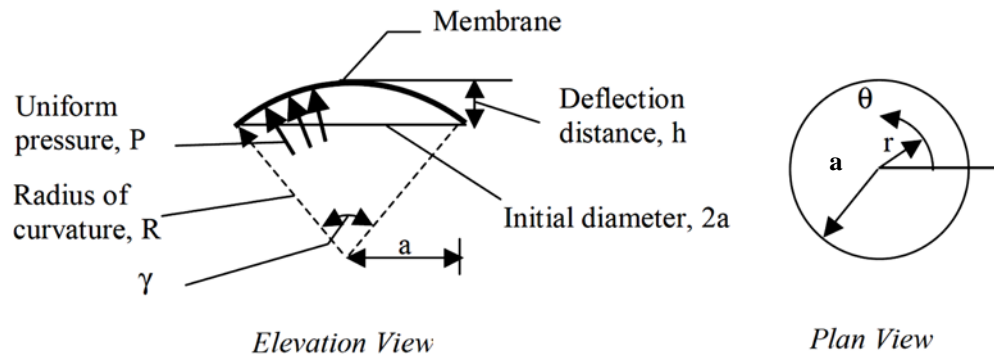 Membrane
Uniform
pressure, P
Deflection
distance, h
Radius of
curvature, R
Initial diameter, 2a
a
γ
Elevation View
θ
r
a
Plan View